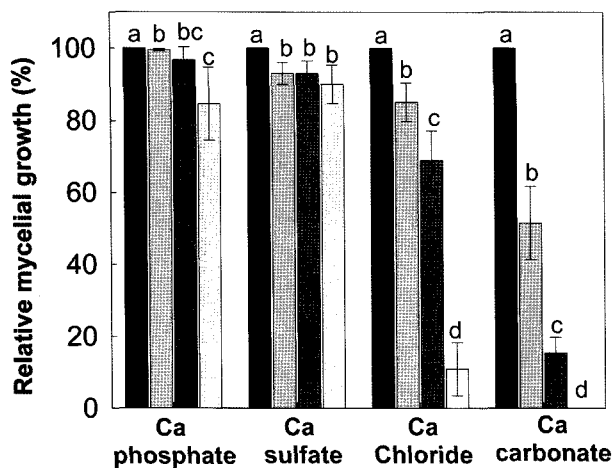 Relative mycelial growth (%)
100
80
60
40
20
0
a b bc c
a b b b
a b c d
a b c d
Ca phosphate
Ca sulfate
Ca Chloride
Ca carbonate